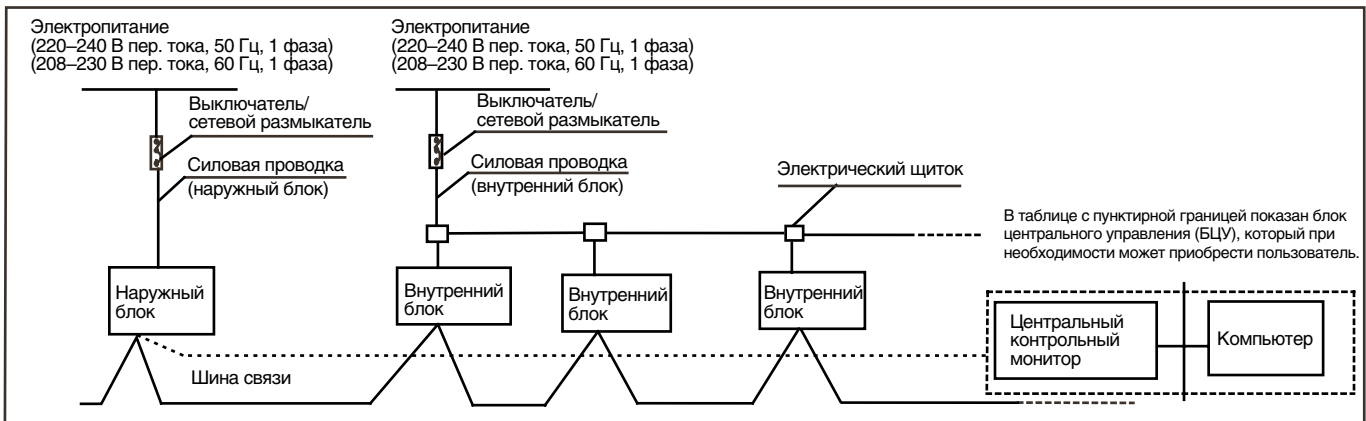 Электропитание
(220–240 В пер. тока, 50 Гц, 1 фаза)
(208–230 В пер. тока, 60 Гц, 1 фаза)
Выключатель/
сетевой размыкатель
Силовая проводка
(наружный блок)
Электропитание
(220–240 В пер. тока, 50 Гц, 1 фаза)
(208–230 В пер. тока, 60 Гц, 1 фаза)
Выключатель/
сетевой размыкатель
Силовая проводка
(внутренний блок)
Электрический щиток
В таблице с пунктирной границей показан блок
центрального управления (БЦУ), который при
необходимости может приобрести пользователь.
Наружный
блок
Внутренний
блок
Внутренний
блок
Внутренний
блок
Центральный
контрольный
монитор
Компьютер
Шина связи